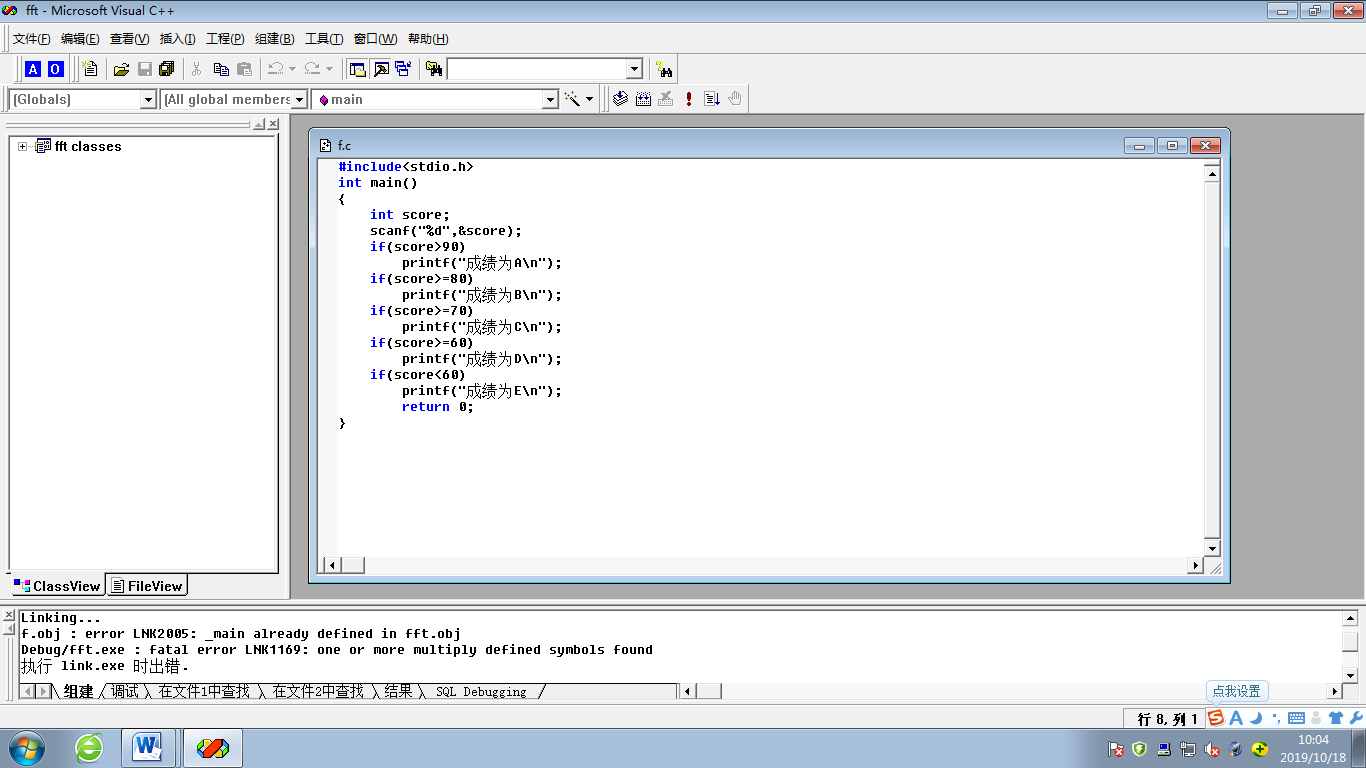 fft - Microsoft Visual C++
文件(F) 编辑(E) 查看(V) 插入(I) 工程(P) 组建(B) 工具(T) 窗口(W) 帮助(H)
A O
(Globals) (All global members main
fft classes
f.c
#include<stdio.h>
int main()
{
    int score;
    scanf("%d",&score);
    if(score>90)
        printf("成绩为A\n");
    if(score>=80)
        printf("成绩为B\n");
    if(score>=70)
        printf("成绩为C\n");
    if(score>=60)
        printf("成绩为D\n");
    if(score<60)
        printf("成绩为E\n");
        return 0;
}
ClassView FileView
Linking...
f.obj : error LNK2005: _main already defined in fft.obj
Debug/fft.exe : fatal error LNK1169: one or more multiply defined symbols found
执行 link.exe 时出错.
组建 调试 在文件1中查找 在文件2中查找 结果 SQL Debugging
点我设置
行 8, 列 1
10:04
2019/10/18